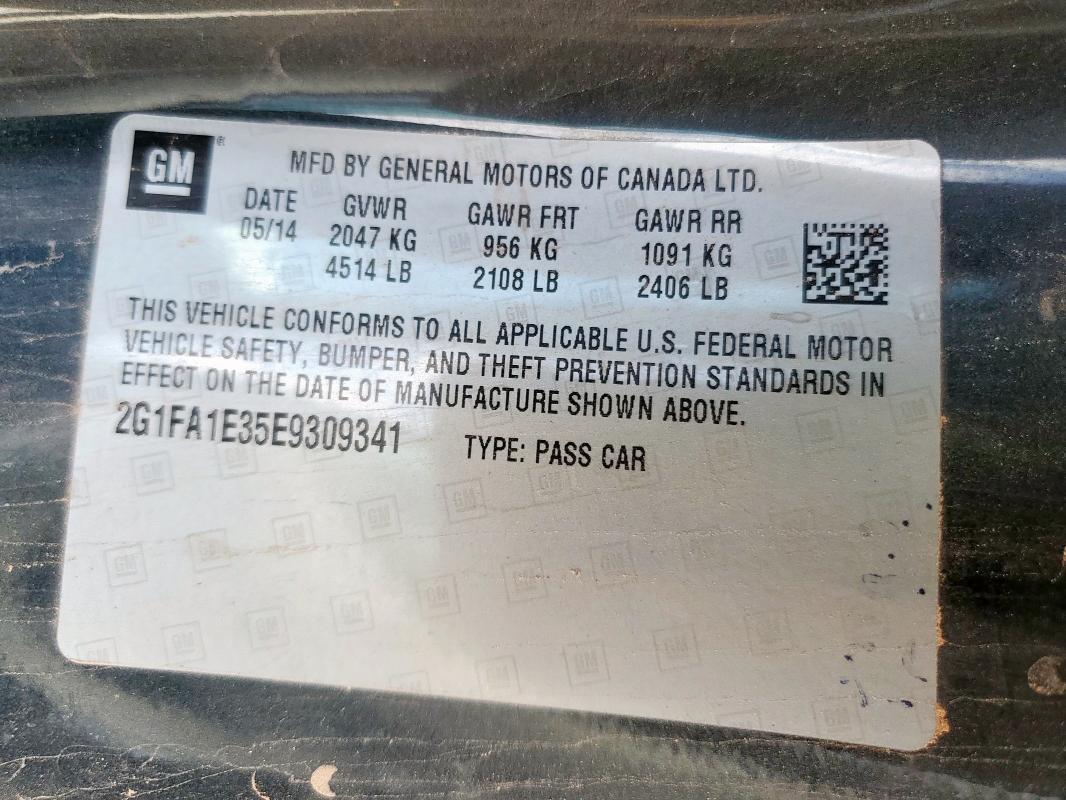 GM
MFD BY GENERAL MOTORS OF CANADA LTD.
DATE GVWR GAWR FRT GAWR RR
05/14 2047 KG 956 KG 1091 KG
4514 LB 2108 LB 2406 LB
THIS VEHICLE CONFORMS TO ALL APPLICABLE U.S. FEDERAL MOTOR
VEHICLE SAFETY, BUMPER, AND THEFT PREVENTION STANDARDS IN
EFFECT ON THE DATE OF MANUFACTURE SHOWN ABOVE.
2G1FA1E35E9309341 TYPE: PASS CAR